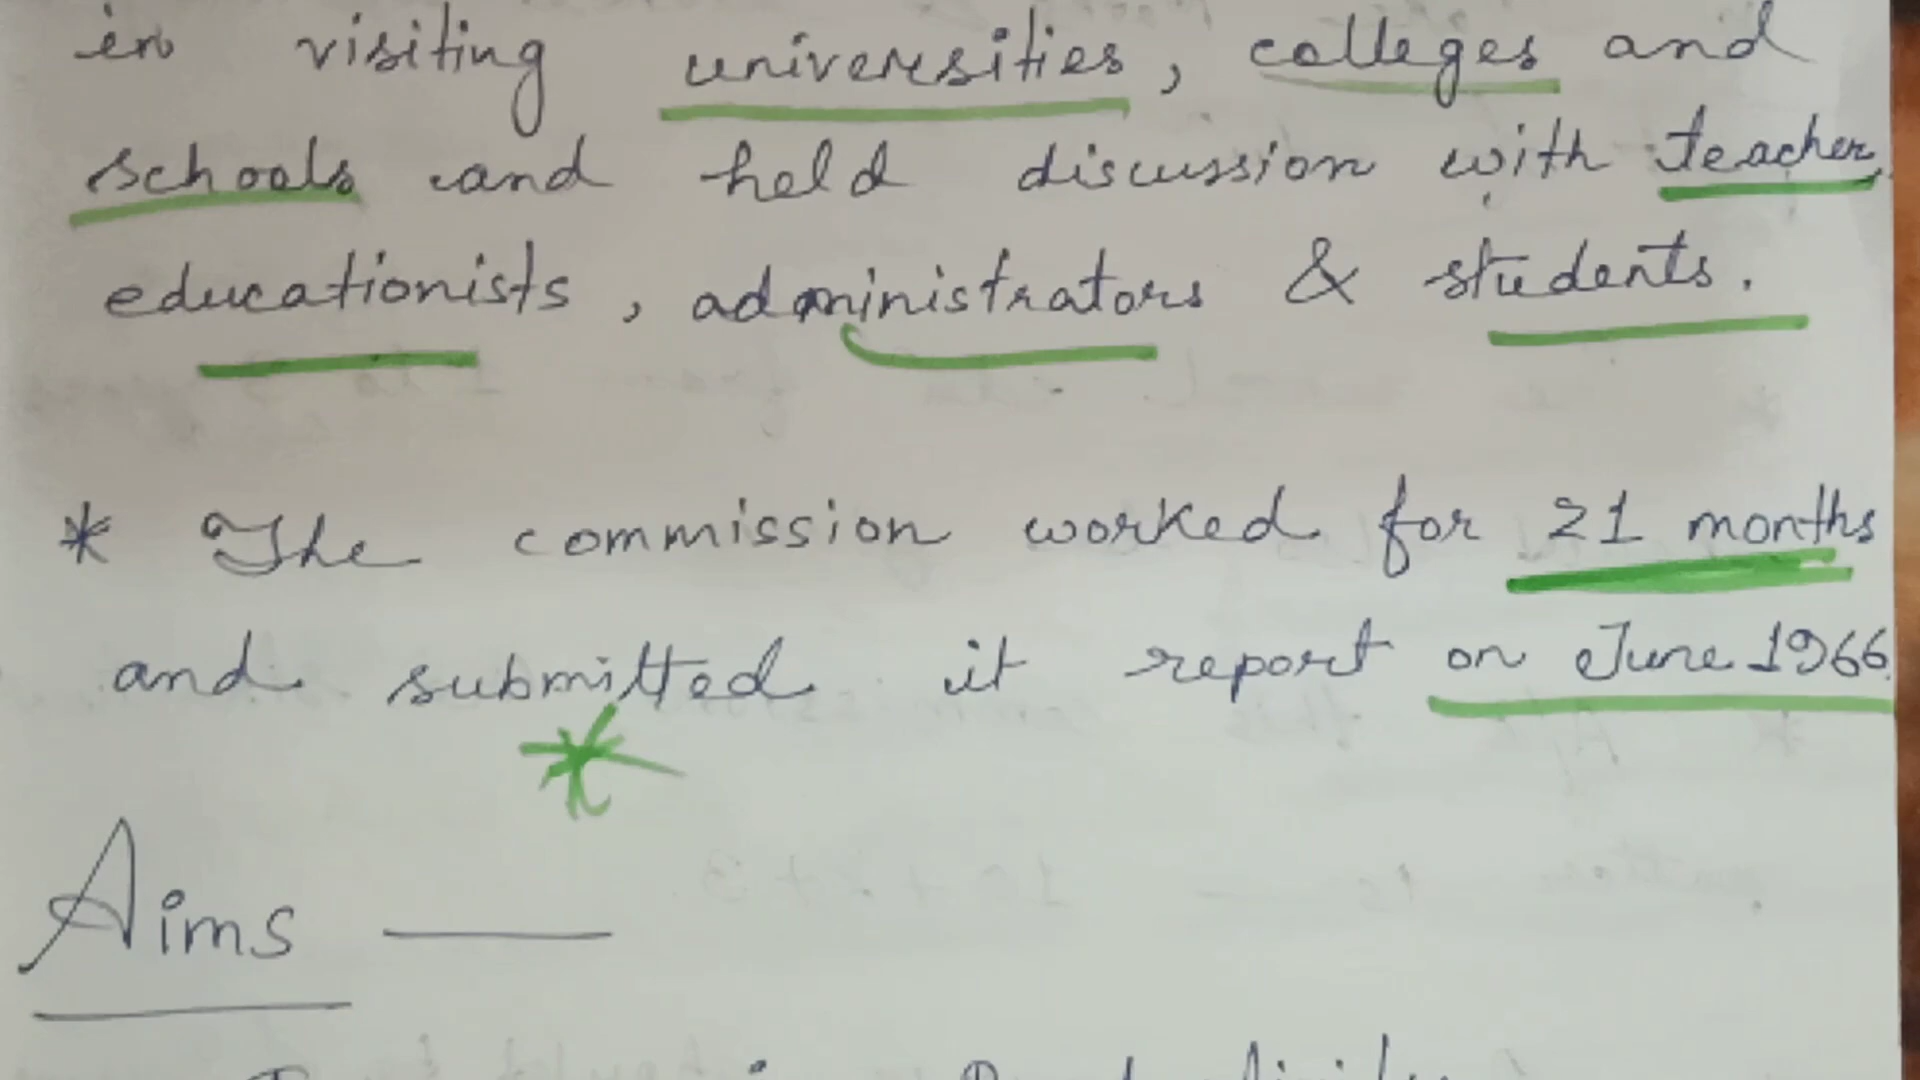 in visiting universities, colleges and
schools and held discussion with teacher,
educationists, administrators & students.
* The commission worked for 21 months
and submitted it report on June 1966.
Aims —